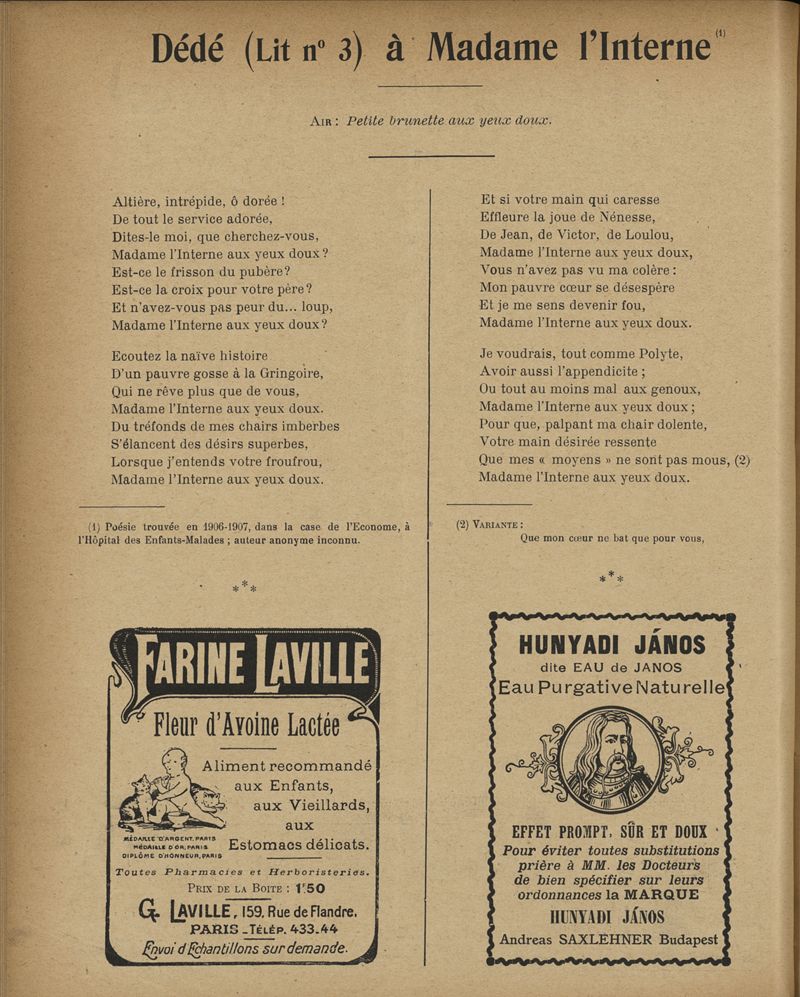 Dédé (Lit nº 3) à Madame l'Interne (1)
AIR : Petite brunette aux yeux doux.
Altière, intrépide, ô dorée !
De tout le service adorée,
Dites-le moi, que cherchez-vous,
Madame l'Interne aux yeux doux ?
Est-ce le frisson du pubère ?
Est-ce la croix pour votre père ?
Et n'avez-vous pas peur du... loup,
Madame l'Interne aux yeux doux ?
Ecoutez la naïve histoire
D'un pauvre gosse à la Gringoire,
Qui ne rêve plus que de vous,
Madame l'Interne aux yeux doux.
Du tréfonds de mes chairs imberbes
S'élancent des désirs superbes,
Lorsque j'entends votre froufrou,
Madame l'Interne aux yeux doux.
(1) Poésie trouvée en 1906-1907, dans la case de l'Econome, à
l'Hôpital des Enfants-Malades ; auteur anonyme inconnu.
***
Et si votre main qui caresse
Effleure la joue de Nénesse,
De Jean, de Victor, de Loulou,
Madame l'Interne aux yeux doux,
Vous n'avez pas vu ma colère :
Mon pauvre cœur se désespère
Et je me sens devenir fou,
Madame l'Interne aux yeux doux.
Je voudrais, tout comme Polyte,
Avoir aussi l'appendicite ;
Ou tout au moins mal aux genoux,
Madame l'Interne aux yeux doux ;
Pour que, palpant ma chair dolente,
Votre main désirée ressente
Que mes « moyens » ne sont pas mous, (2)
Madame l'Interne aux yeux doux.
(2) VARIANTE :
Que mon cœur ne bat que pour vous,
***
FARINE LAVILLE
Fleur d'Avoine Lactée
Aliment recommandé
aux Enfants,
aux Vieillards,
aux
Estomacs délicats.
MÉDAILLE D'ARGENT, PARIS
MÉDAILLE D'OR, PARIS
DIPLÔME D'HONNEUR, PARIS
Toutes Pharmacies et Herboristeries.
PRIX DE LA BOITE : 1f.50
G. LAVILLE, 159, Rue de Flandre.
PARIS - TÉLÉP. 433.44
Envoi d'Echantillons sur demande.
HUNYADI JÁNOS
dite EAU de JANOS
Eau Purgative Naturelle
EFFET PROMPT, SÛR ET DOUX
Pour éviter toutes substitutions
prière à MM. les Docteurs
de bien spécifier sur leurs
ordonnances la MARQUE
HUNYADI JÁNOS
Andreas SAXLEHNER Budapest